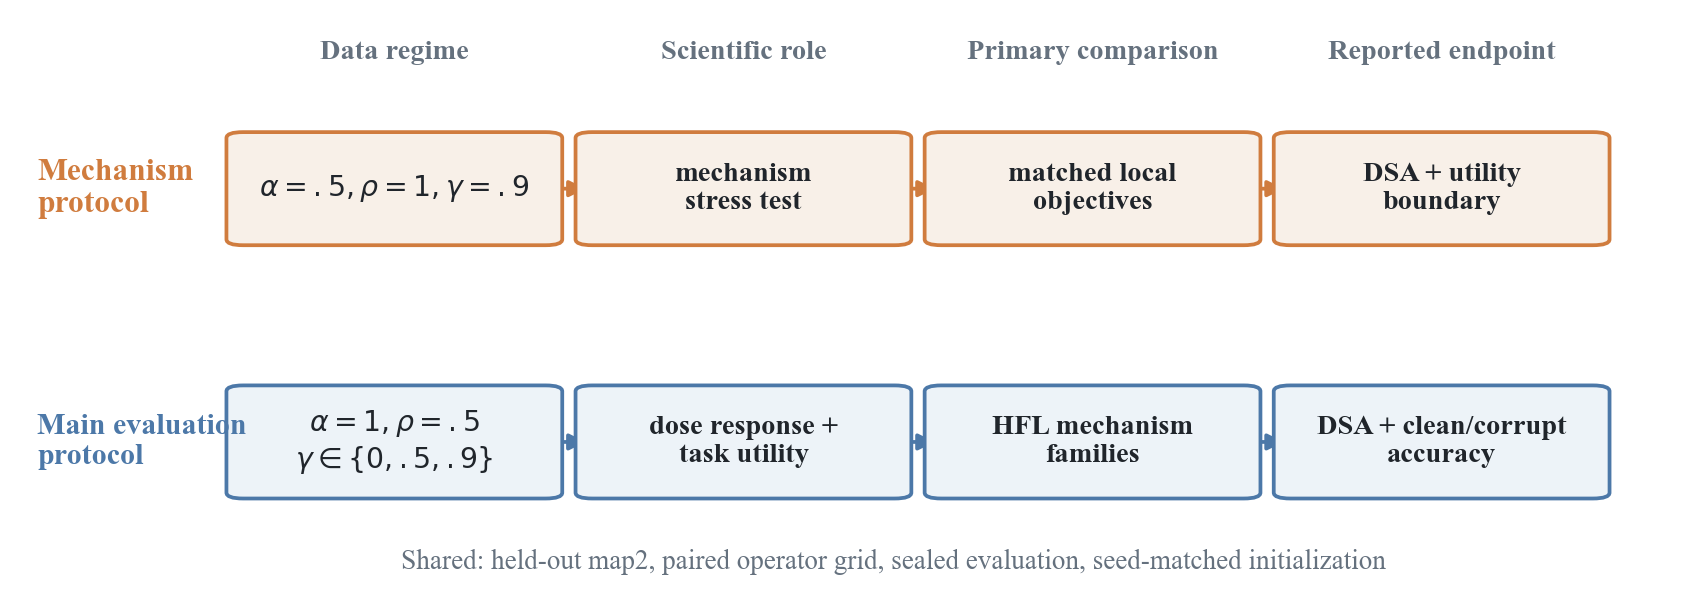 Data regime
Scientific role
Primary comparison
Reported endpoint
Mechanism
protocol
α = .5, ρ = 1, γ = .9
mechanism
stress test
matched local
objectives
DSA + utility
boundary
Main evaluation
protocol
α = 1, ρ = .5
γ ∈ {0, .5, .9}
dose response +
task utility
HFL mechanism
families
DSA + clean/corrupt
accuracy
Shared: held-out map2, paired operator grid, sealed evaluation, seed-matched initialization